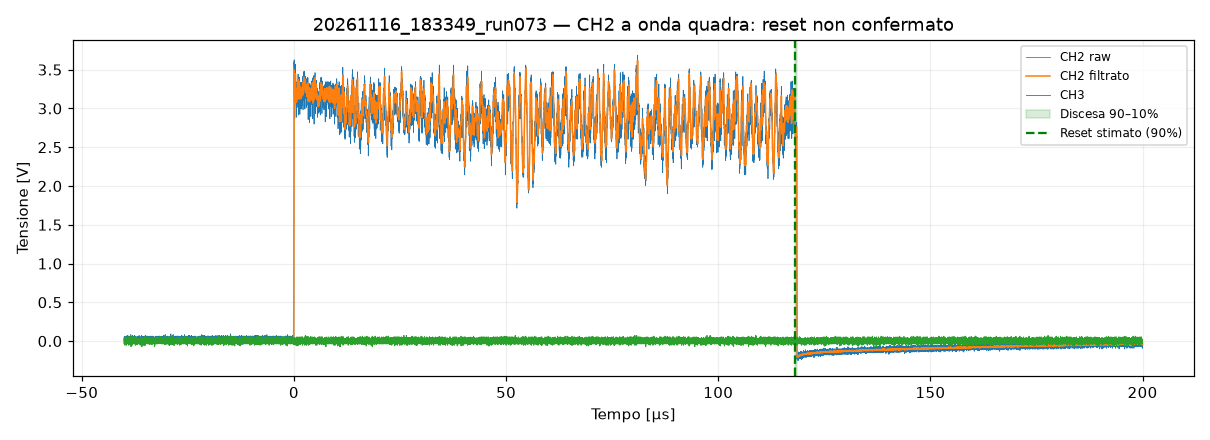 20261116_183349_run073 — CH2 a onda quadra: reset non confermato
Tensione [V]
3.5
3.0
2.5
2.0
1.5
1.0
0.5
0.0
CH2 raw
CH2 filtrato
CH3
Discesa 90–10%
Reset stimato (90%)
−50
0
50
100
150
200
Tempo [µs]